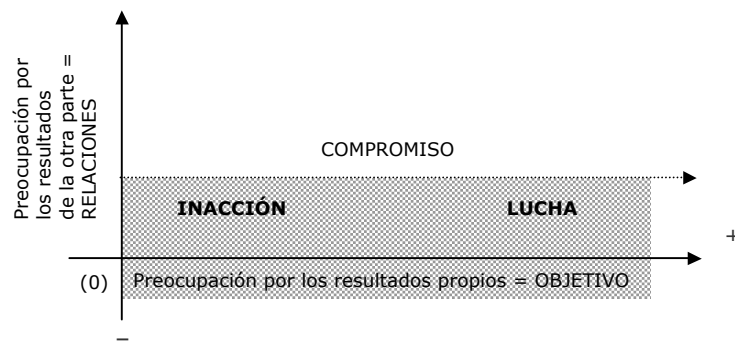 Preocupación por
los resultados
de la otra parte =
RELACIONES
COMPROMISO
INACCIÓN LUCHA
+
(0) Preocupación por los resultados propios = OBJETIVO
–